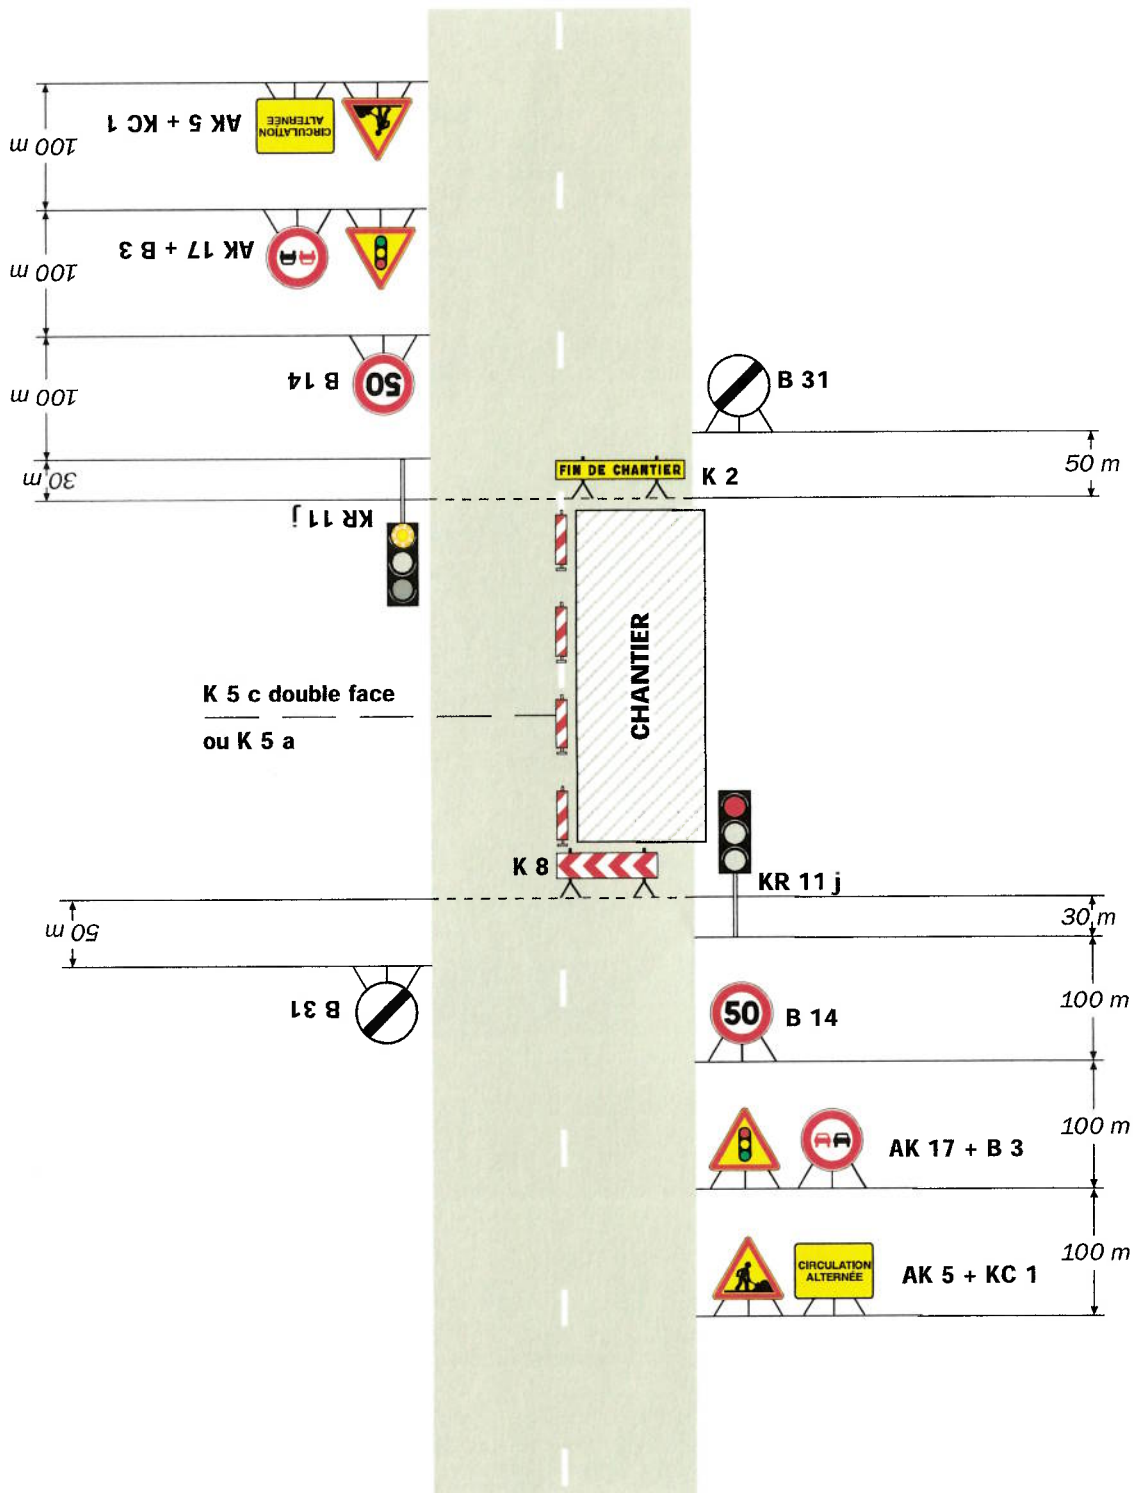 AK 5 + KC 1
CIRCULATION
ALTERNÉE
100 m
AK 17 + B 3
100 m
B 14
50
100 m
B 31
30 m
50 m
FIN DE CHANTIER
K 2
KR 11 j
CHANTIER
K 5 c double face
ou K 5 a
K 8
KR 11 j
30 m
50 m
B 31
50
B 14
100 m
AK 17 + B 3
100 m
CIRCULATION
ALTERNÉE
AK 5 + KC 1
100 m